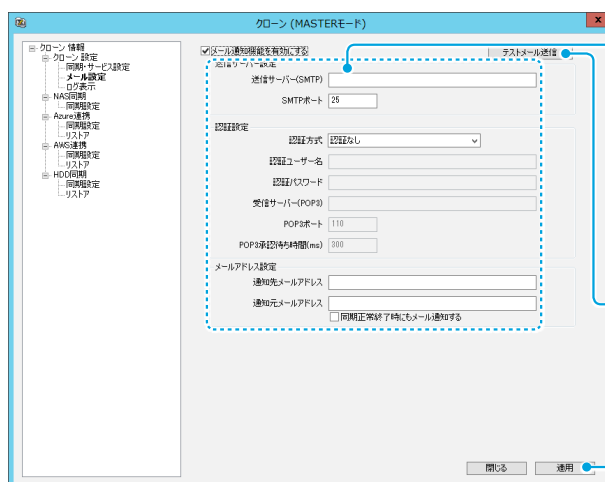 クローン (MASTERモード)
x
クローン 情報
クローン 設定
同期・サービス設定
メール設定
ログ表示
NAS同期
同期設定
Azure連携
同期設定
リストア
AWS連携
同期設定
リストア
HDD同期
同期設定
リストア
メール通知機能を有効にする
テストメール送信
送信サーバー設定
送信サーバー(SMTP)
SMTPポート 25
認証設定
認証方式 認証なし
認証ユーザー名
認証パスワード
受信サーバー(POP3)
POP3ポート 110
POP3承認待ち時間(ms) 300
メールアドレス設定
通知先メールアドレス
通知元メールアドレス
同期正常終了時にもメール通知する
閉じる
適用